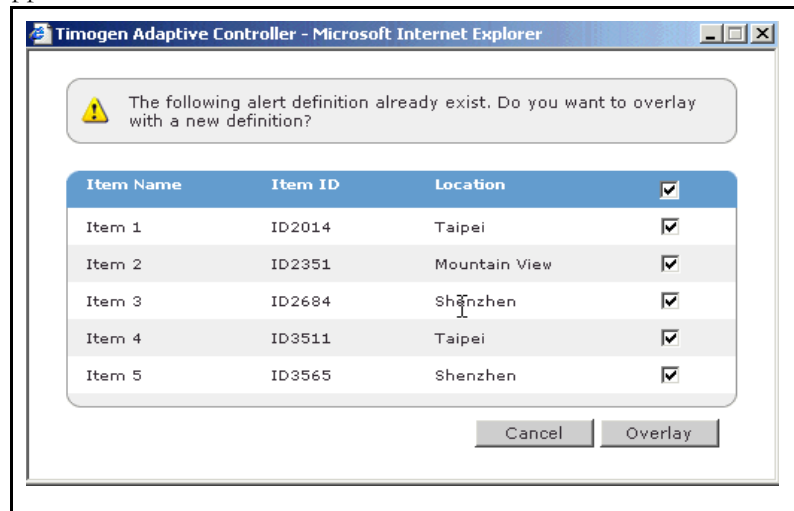 Timogen Adaptive Controller - Microsoft Internet Explorer
The following alert definition already exist. Do you want to overlay
with a new definition?
Item Name Item ID Location
Item 1 ID2014 Taipei
Item 2 ID2351 Mountain View
Item 3 ID2684 Shenzhen
Item 4 ID3511 Taipei
Item 5 ID3565 Shenzhen
Cancel Overlay